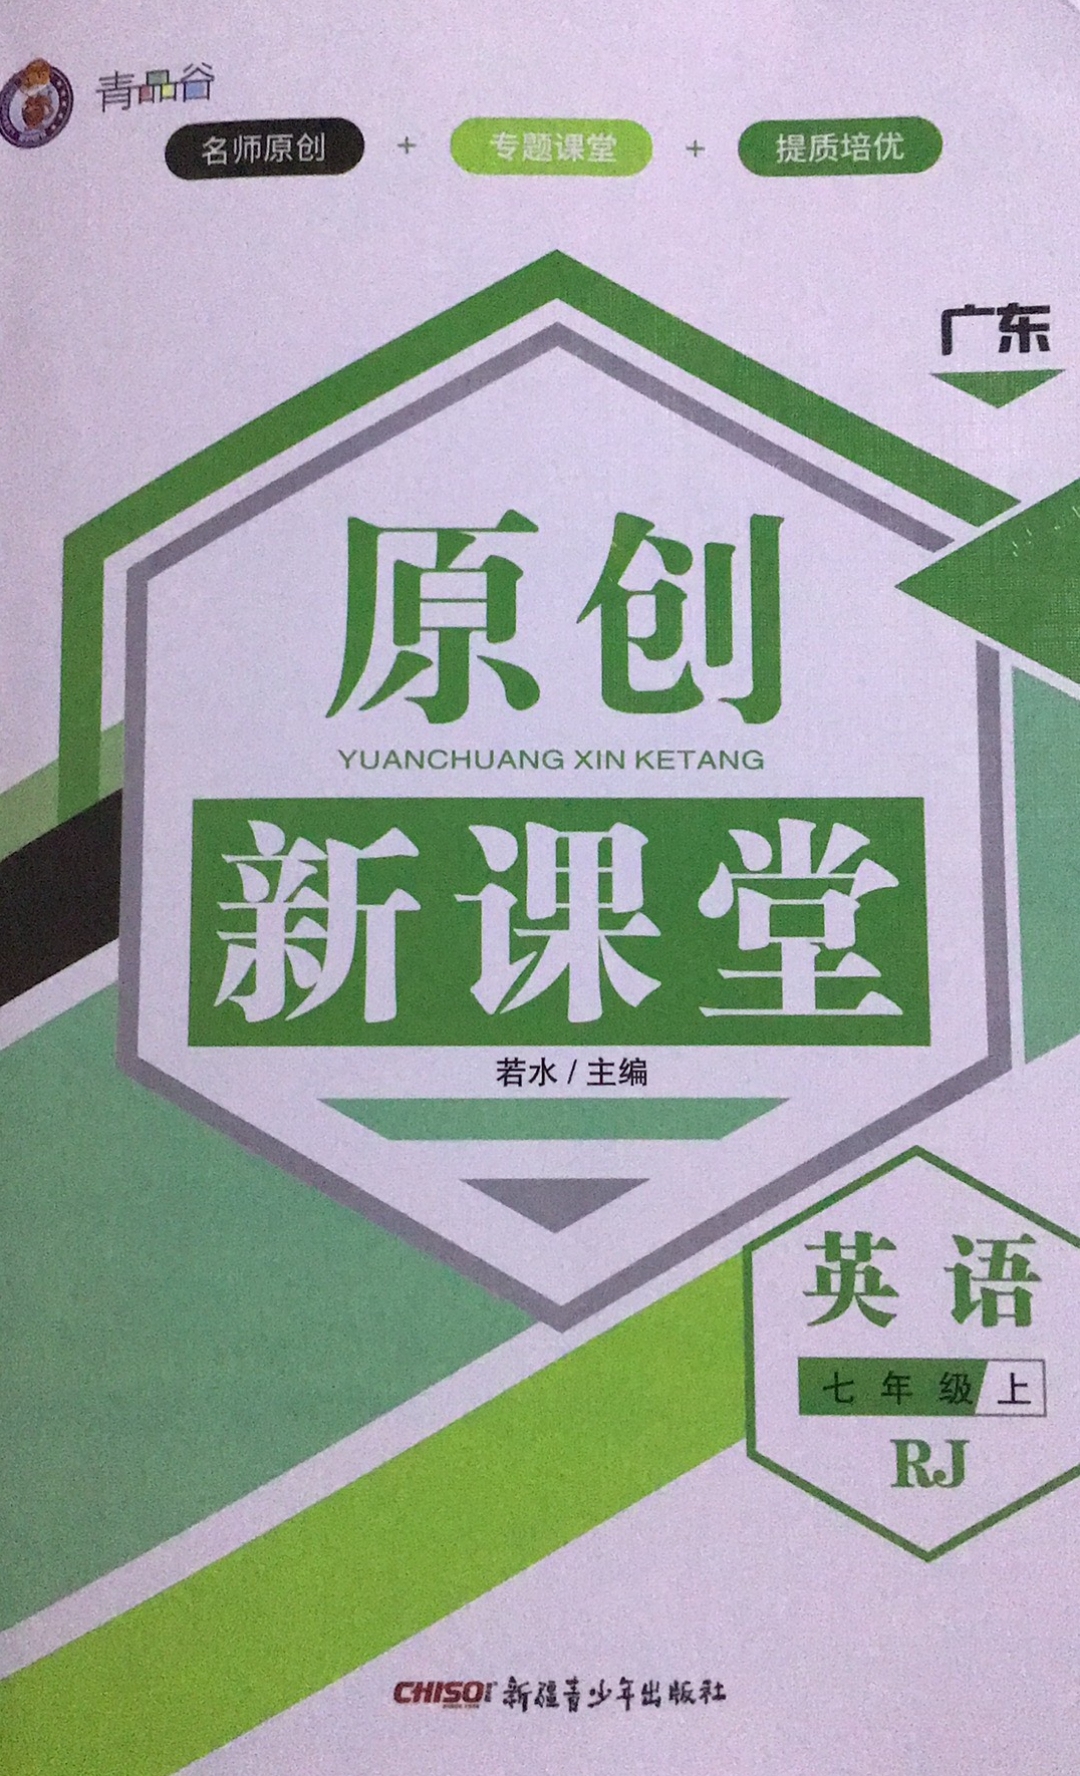 青品谷
名师原创 + 专题课堂 + 提质培优
广东
原创
YUANCHUANG XIN KETANG
新课堂
若水 / 主编
英语
七年级 上
RJ
CHISO 新疆青少年出版社